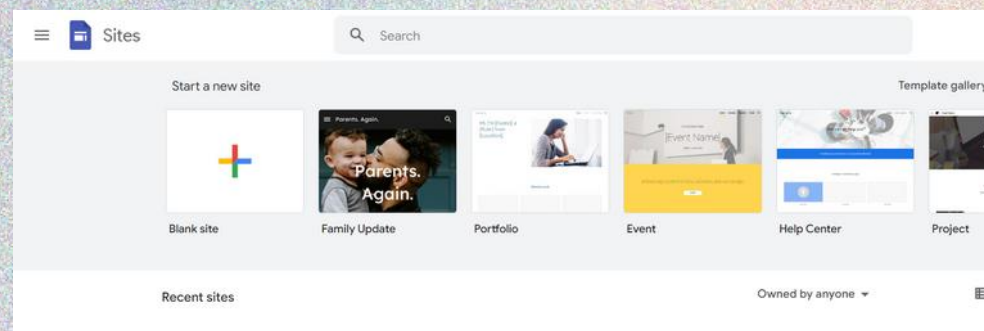 Sites
Search
Start a new site
Template gallery
Parents. Again.
Parents.
Again.
[Event Name]
Blank site
Family Update
Portfolio
Event
Help Center
Project
Recent sites
Owned by anyone